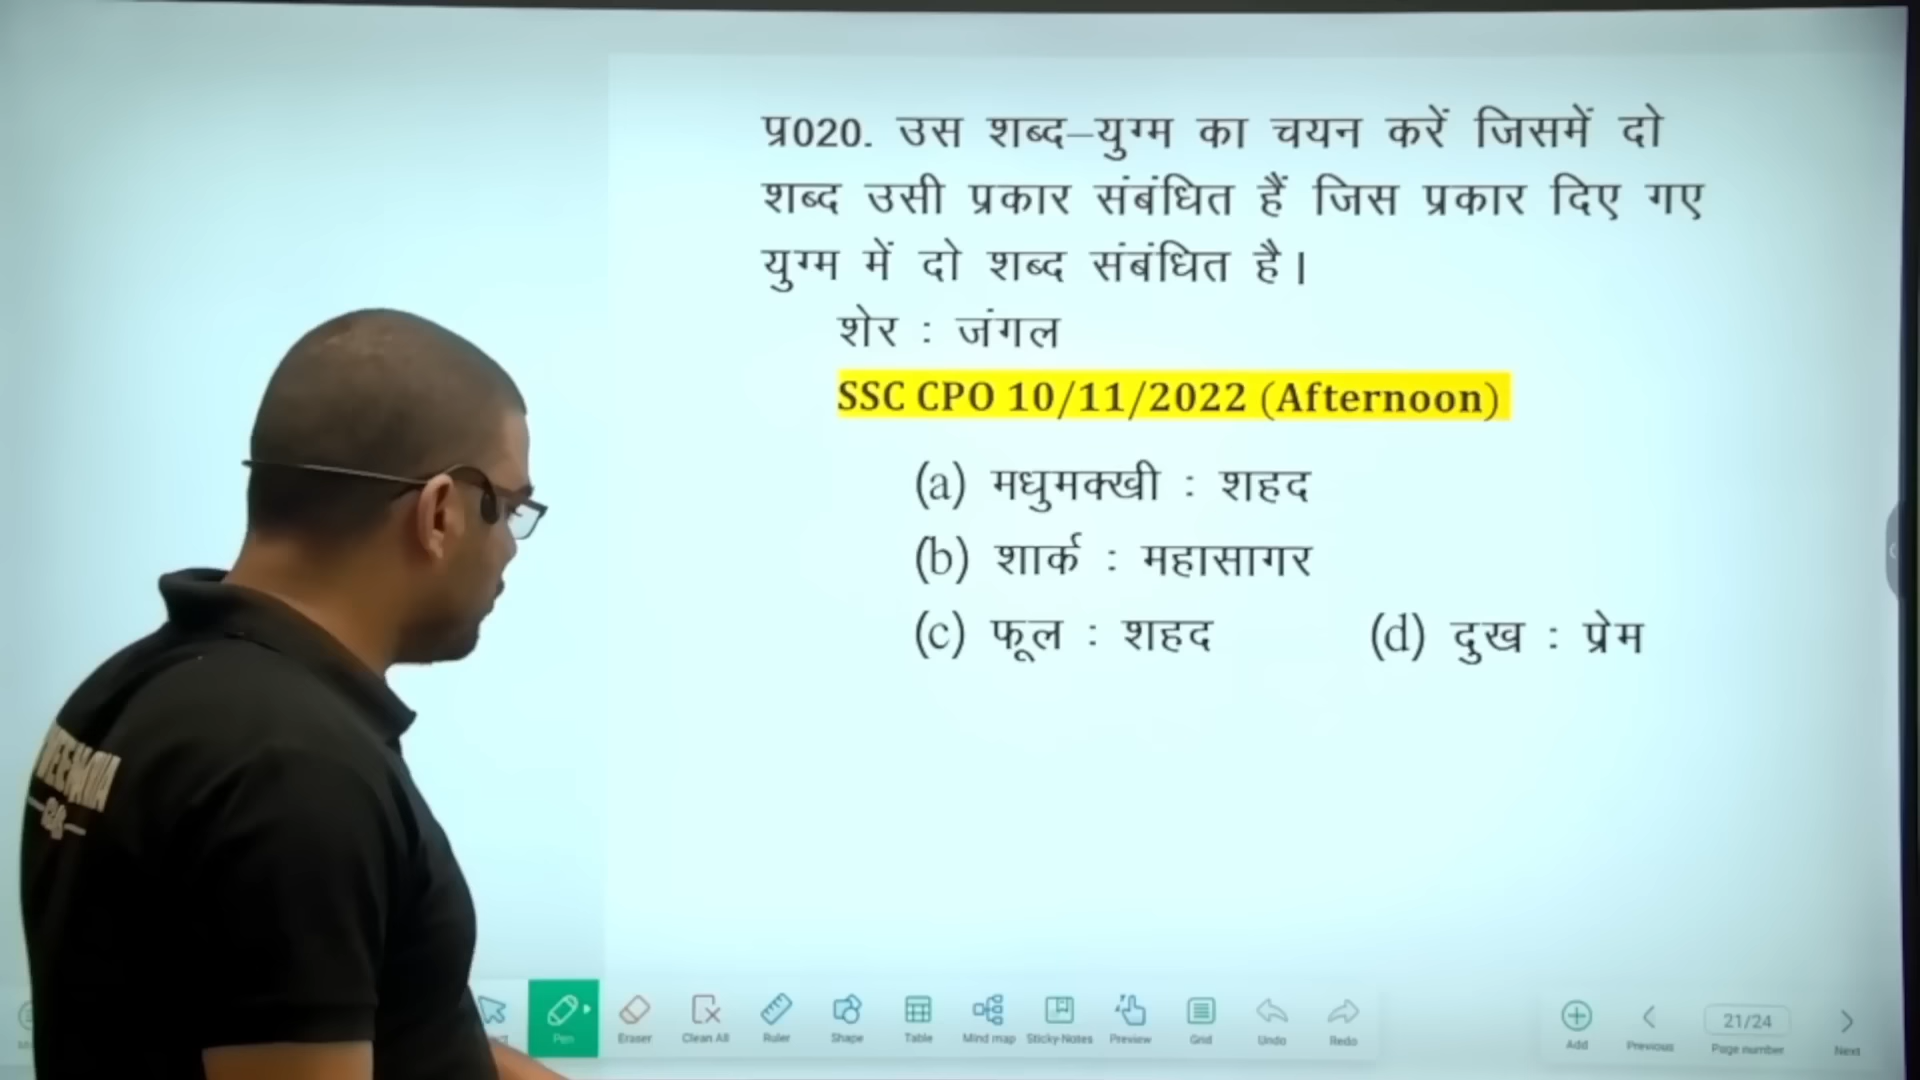 प्र020. उस शब्द–युग्म का चयन करें जिसमें दो
शब्द उसी प्रकार संबंधित हैं जिस प्रकार दिए गए
युग्म में दो शब्द संबंधित है।
शेर : जंगल
SSC CPO 10/11/2022 (Afternoon)
(a) मधुमक्खी : शहद
(b) शार्क : महासागर
(c) फूल : शहद (d) दुख : प्रेम
Pen Eraser Clean All Ruler Shape Table Mind map Sticky-Notes Preview Grid Undo Redo Add Previous 21/24 Page number Next